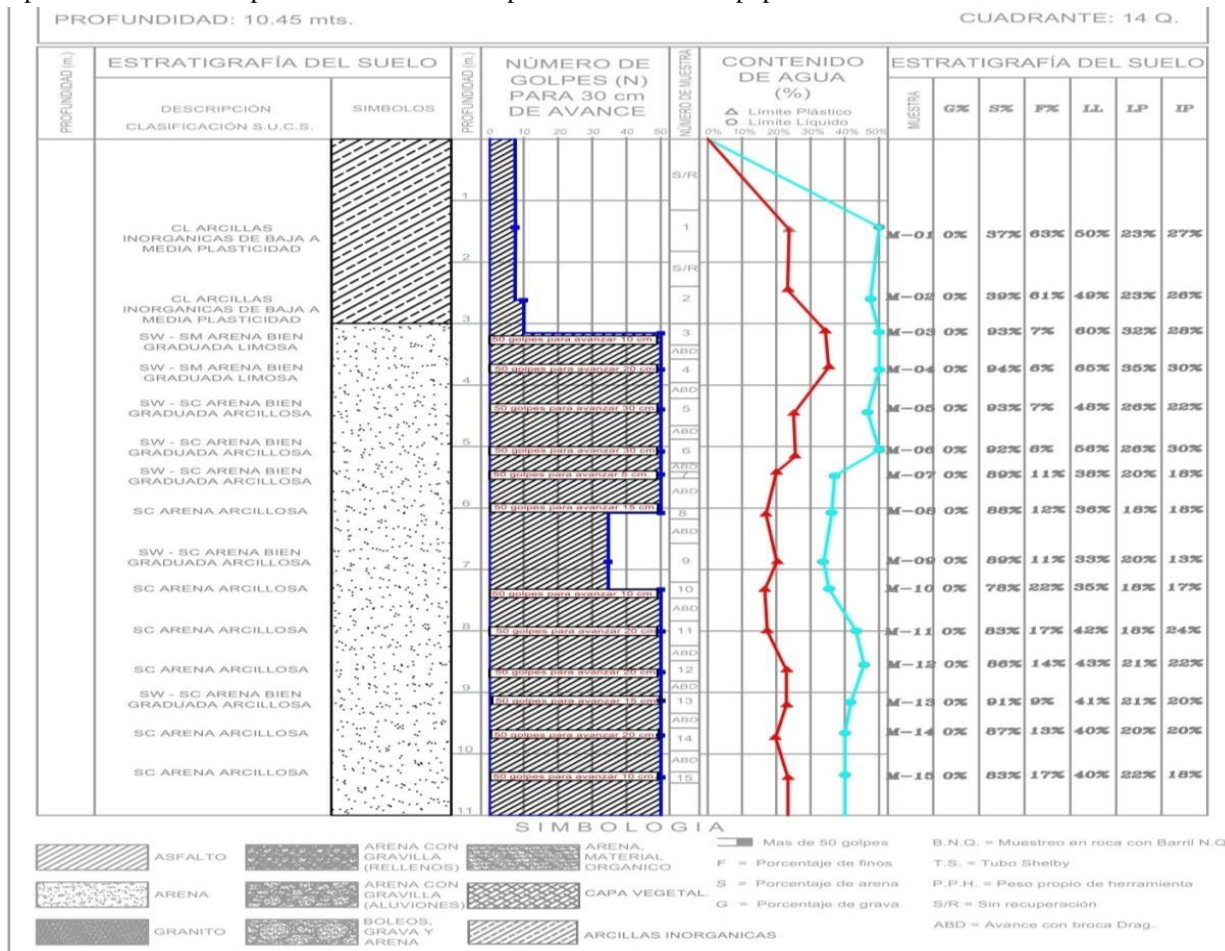 PROFUNDIDAD: 10.45 mts.
CUADRANTE: 14 Q.
PROFUNDIDAD (m.)
ESTRATIGRAFÍA DEL SUELO
DESCRIPCIÓN
CLASIFICACIÓN S.U.C.S.
SIMBOLOS
PROFUNDIDAD (m.)
NÚMERO DE
GOLPES (N)
PARA 30 cm
DE AVANCE
0 10 20 30 40 50
NÚMERO DE MUESTRA
CONTENIDO
DE AGUA
(%)
Límite Plástico
Límite Líquido
0% 10% 20% 30% 40% 50%
ESTRATIGRAFÍA DEL SUELO
MUESTRA G% S% F% LL LP IP
CL ARCILLAS
INORGANICAS DE BAJA A
MEDIA PLASTICIDAD
CL ARCILLAS
INORGANICAS DE BAJA A
MEDIA PLASTICIDAD
SW - SM ARENA BIEN
GRADUADA LIMOSA
SW - SM ARENA BIEN
GRADUADA LIMOSA
SW - SC ARENA BIEN
GRADUADA ARCILLOSA
SW - SC ARENA BIEN
GRADUADA ARCILLOSA
SW - SC ARENA BIEN
GRADUADA ARCILLOSA
SC ARENA ARCILLOSA
SW - SC ARENA BIEN
GRADUADA ARCILLOSA
SC ARENA ARCILLOSA
SC ARENA ARCILLOSA
SC ARENA ARCILLOSA
SW - SC ARENA BIEN
GRADUADA ARCILLOSA
SC ARENA ARCILLOSA
SC ARENA ARCILLOSA
1
2
3
4
5
6
7
8
9
10
11
50 golpes para avanzar 10 cm
50 golpes para avanzar 20 cm
50 golpes para avanzar 30 cm
50 golpes para avanzar 30 cm
50 golpes para avanzar 5 cm
50 golpes para avanzar 15 cm
50 golpes para avanzar 10 cm
50 golpes para avanzar 20 cm
50 golpes para avanzar 20 cm
50 golpes para avanzar 15 cm
50 golpes para avanzar 20 cm
50 golpes para avanzar 10 cm
S/R
1
S/R
2
3
ABD
4
ABD
5
ABD
6
ABD
7
ABD
8
ABD
9
10
ABD
11
ABD
12
ABD
13
ABD
14
ABD
15
M-01 0% 37% 63% 50% 23% 27%
M-02 0% 39% 61% 49% 23% 26%
M-03 0% 93% 7% 60% 32% 28%
M-04 0% 94% 6% 65% 35% 30%
M-05 0% 93% 7% 48% 26% 22%
M-06 0% 92% 8% 56% 26% 30%
M-07 0% 89% 11% 38% 20% 18%
M-08 0% 88% 12% 36% 18% 18%
M-09 0% 89% 11% 33% 20% 13%
M-10 0% 78% 22% 35% 18% 17%
M-11 0% 83% 17% 42% 18% 24%
M-12 0% 86% 14% 43% 21% 22%
M-13 0% 91% 9% 41% 21% 20%
M-14 0% 87% 13% 40% 20% 20%
M-15 0% 83% 17% 40% 22% 18%
SIMBOLOGIA
ASFALTO
ARENA
GRANITO
ARENA CON
GRAVILLA
(RELLENOS)
ARENA CON
GRAVILLA
(ALUVIONES)
BOLEOS,
GRAVA Y
ARENA
ARENA,
MATERIAL
ORGANICO
CAPA VEGETAL.
ARCILLAS INORGANICAS
Mas de 50 golpes
F = Porcentaje de finos
S = Porcentaje de arena
G = Porcentaje de grava
B.N.Q. = Muestreo en roca con Barril N.Q
T.S. = Tubo Shelby
P.P.H. = Peso propio de herramienta
S/R = Sin recuperación
ABD = Avance con broca Drag.